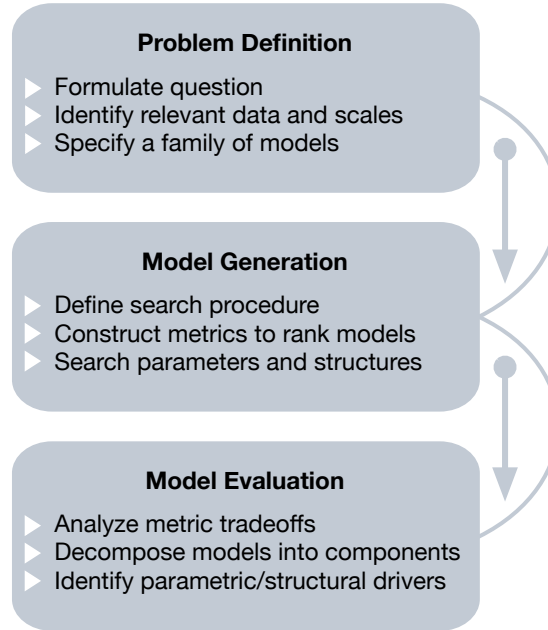 Problem Definition
Formulate question
Identify relevant data and scales
Specify a family of models
Model Generation
Define search procedure
Construct metrics to rank models
Search parameters and structures
Model Evaluation
Analyze metric tradeoffs
Decompose models into components
Identify parametric/structural drivers